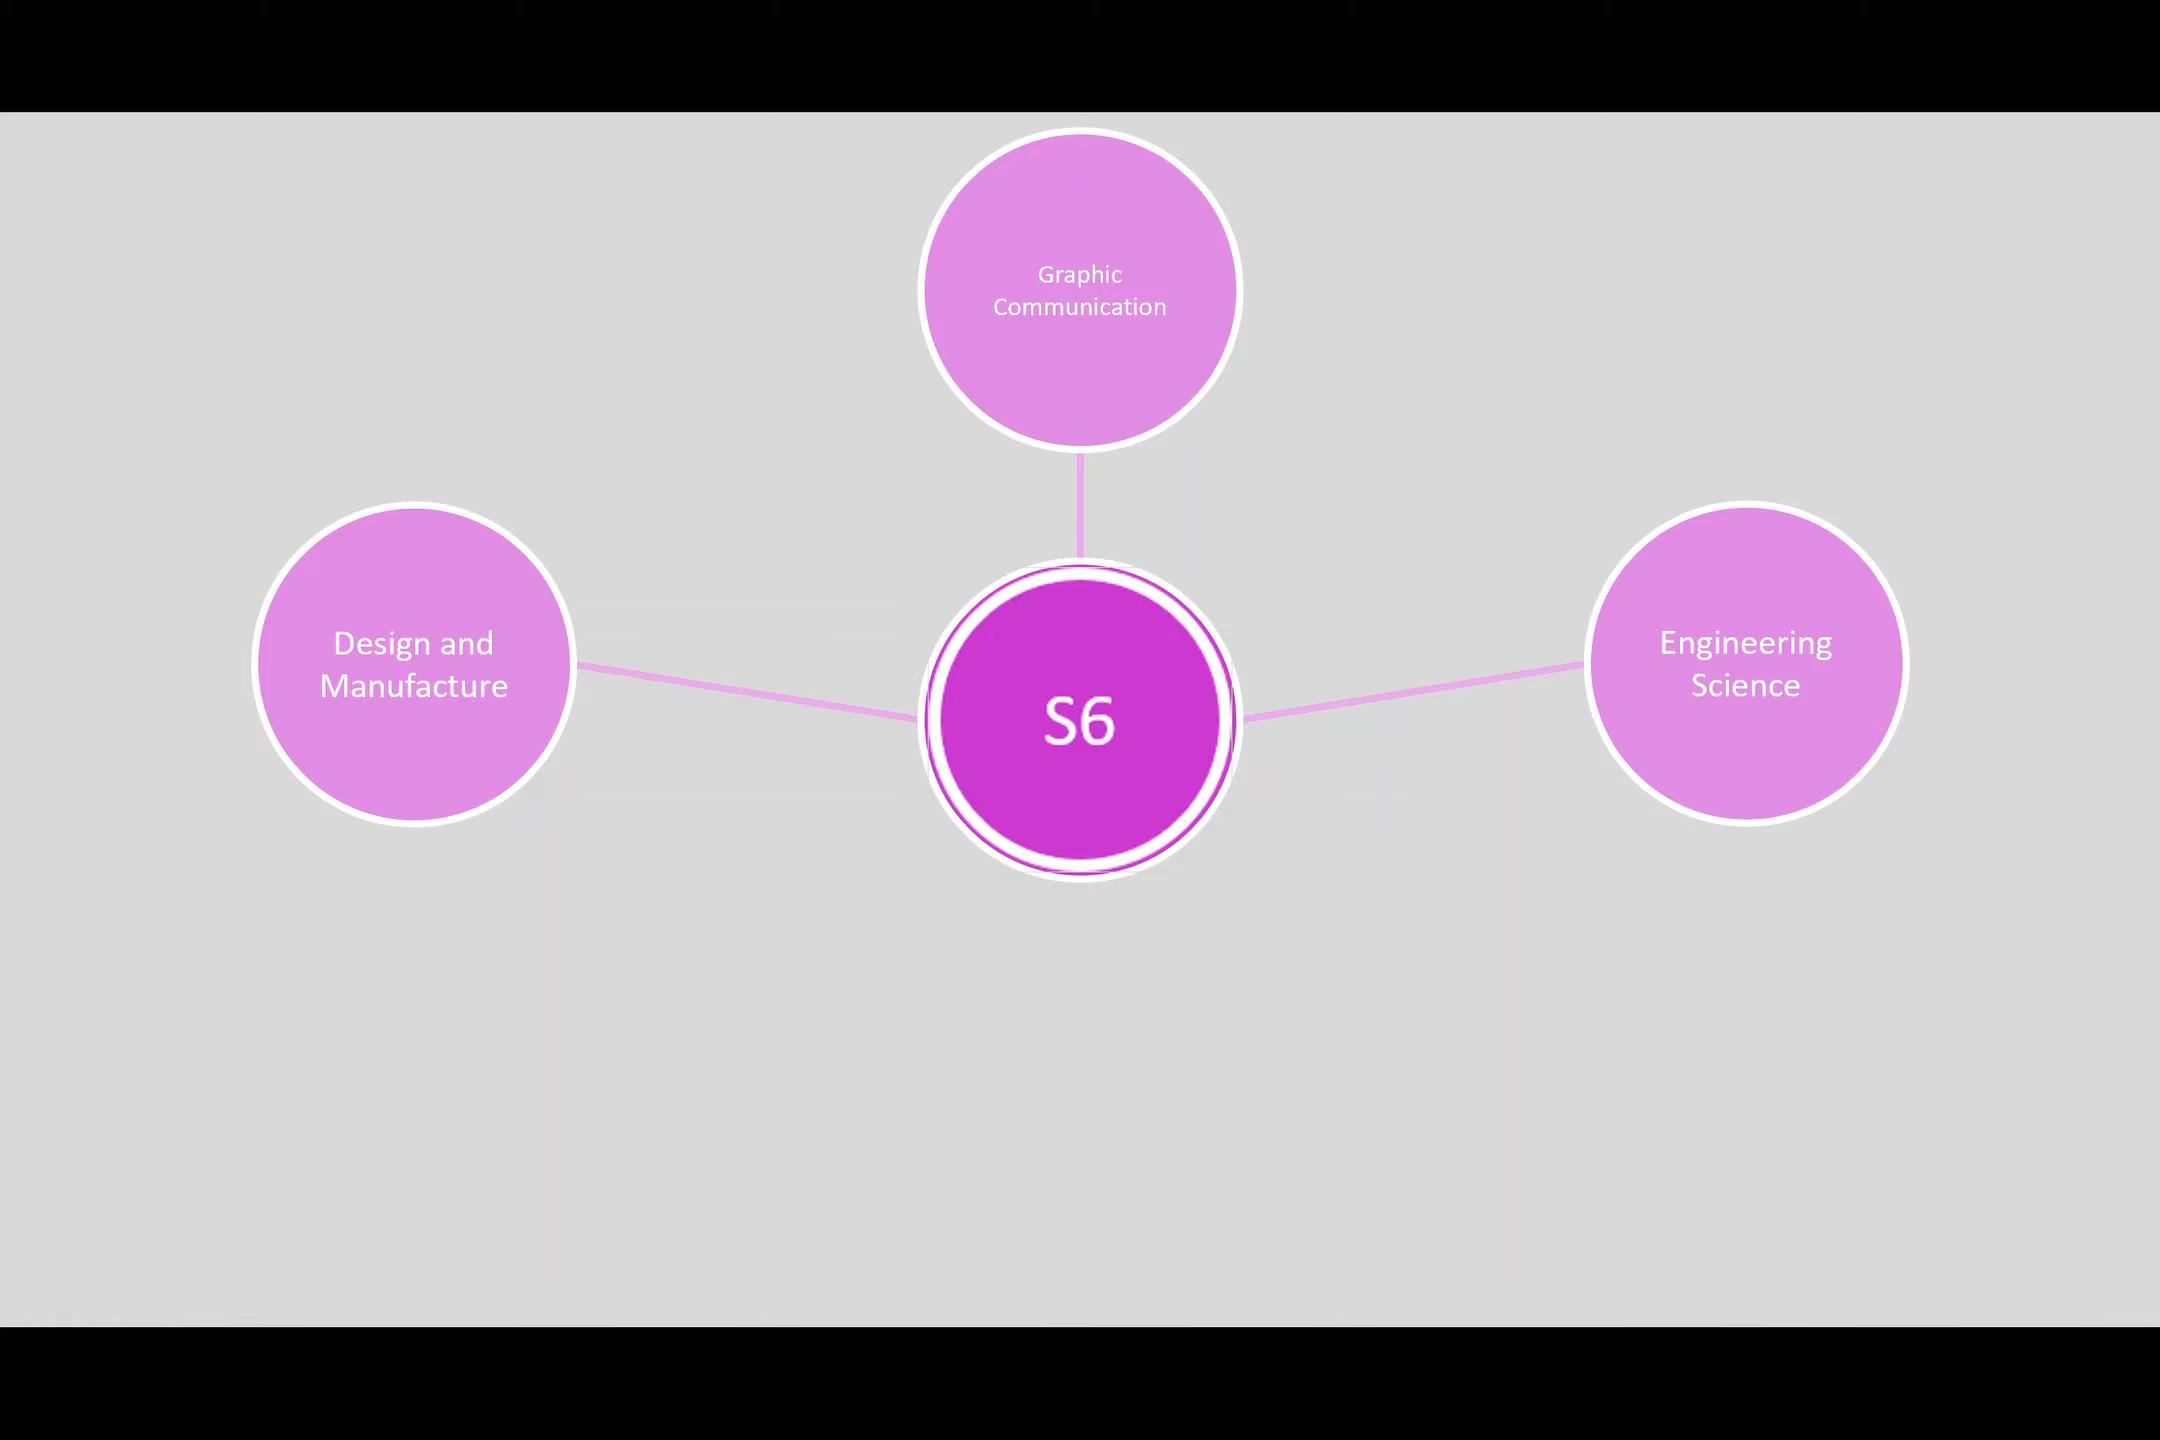 Graphic
Communication
Design and
Manufacture
S6
Engineering
Science